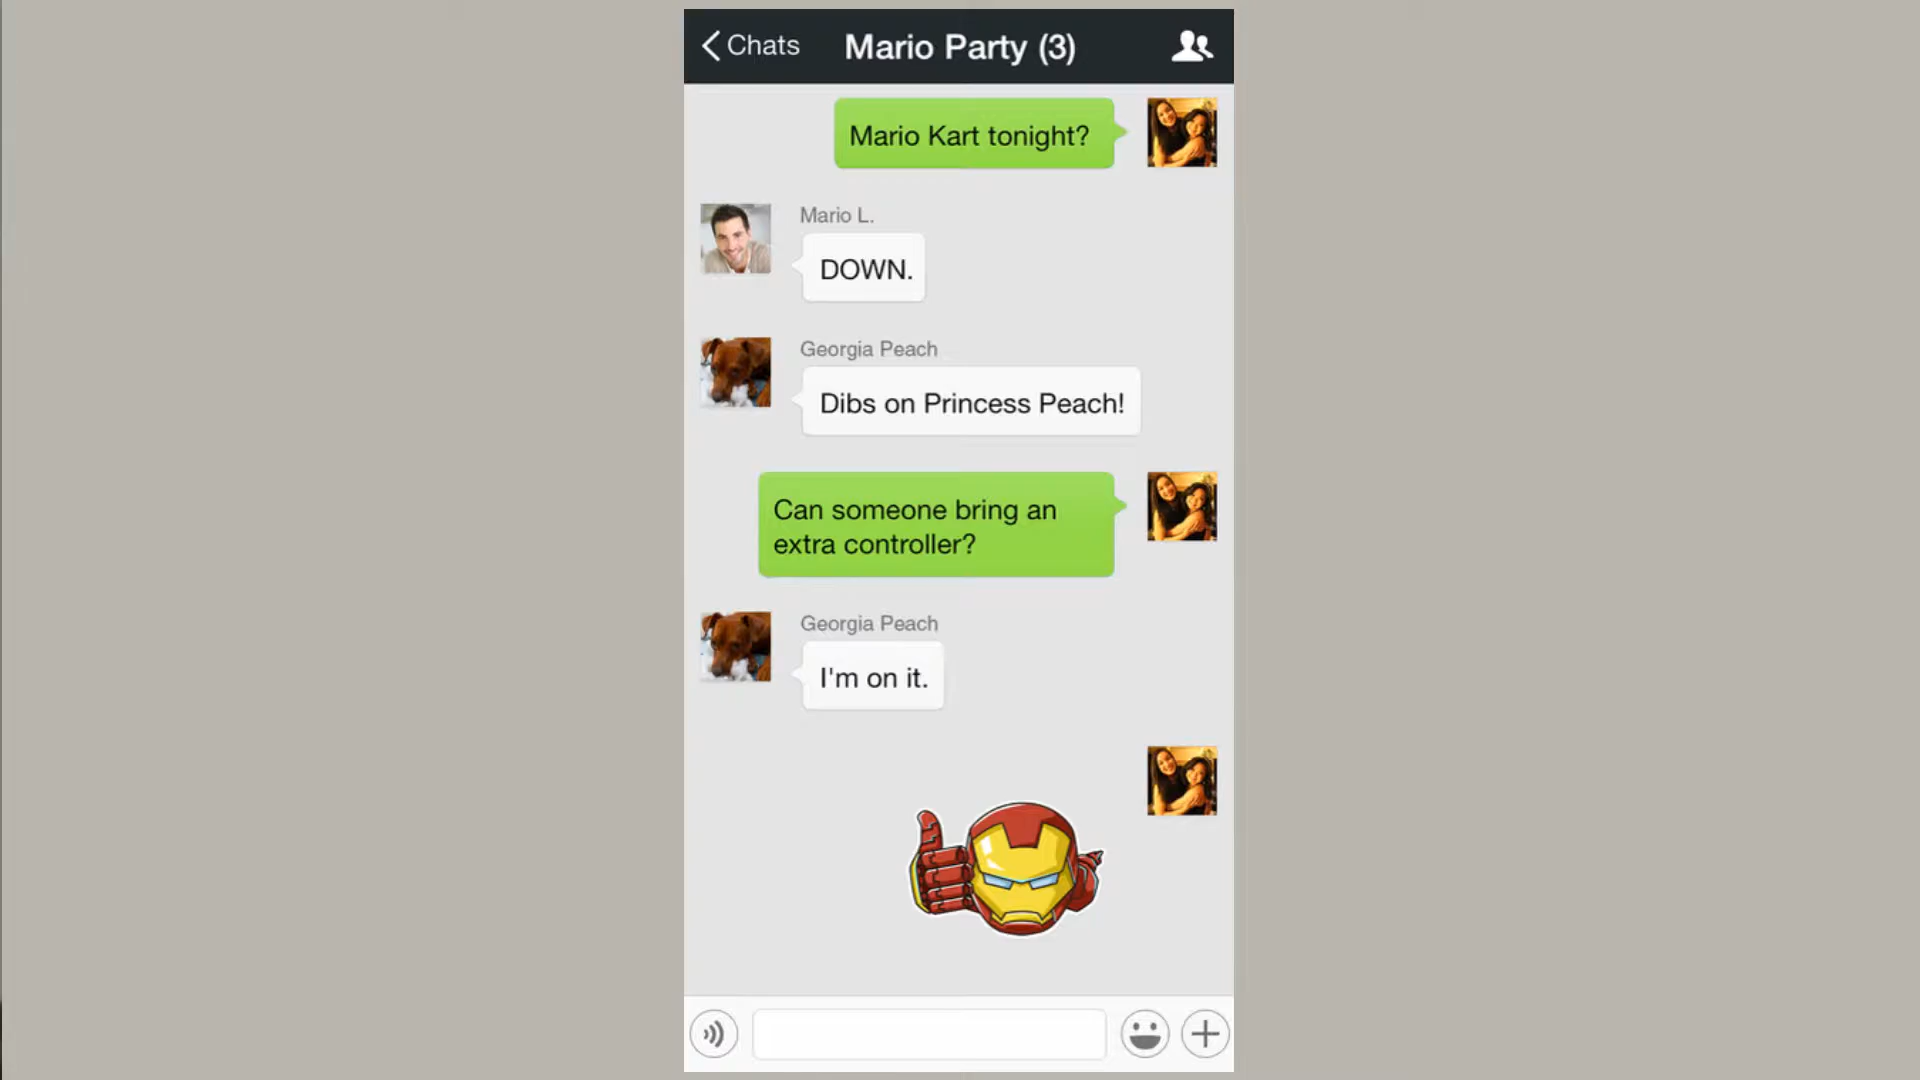 Chats
Mario Party (3)
Mario Kart tonight?
Mario L.
DOWN.
Georgia Peach
Dibs on Princess Peach!
Can someone bring an
extra controller?
Georgia Peach
I'm on it.